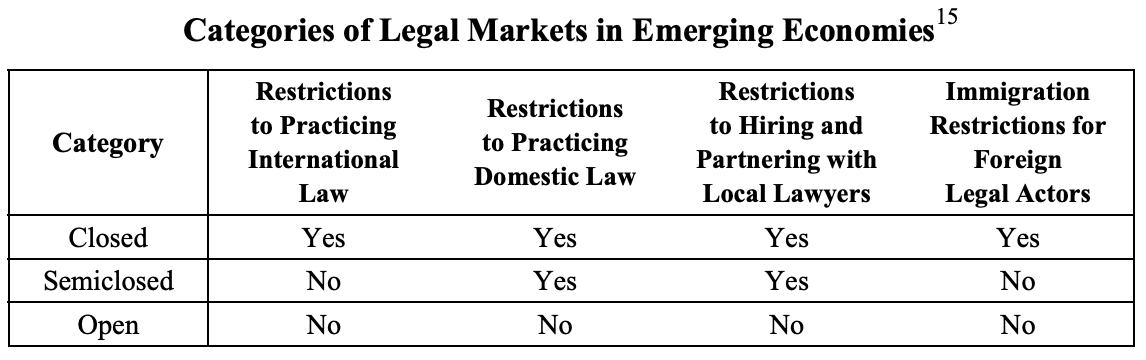 Categories of Legal Markets in Emerging Economies15
Category
Restrictions
to Practicing
International
Law
Restrictions
to Practicing
Domestic Law
Restrictions
to Hiring and
Partnering with
Local Lawyers
Immigration
Restrictions for
Foreign
Legal Actors
Closed Yes Yes Yes Yes
Semiclosed No Yes Yes No
Open No No No No